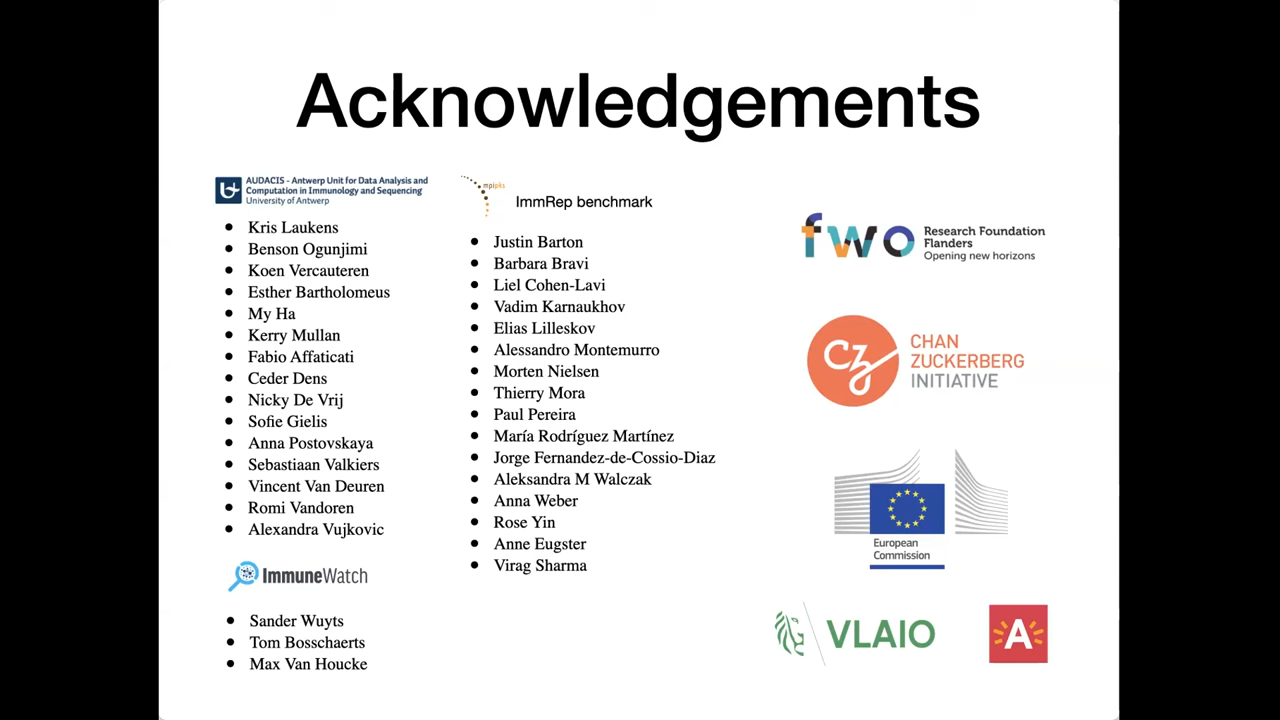 Acknowledgements
AUDACIS - Antwerp Unit for Data Analysis and
Computation in Immunology and Sequencing
University of Antwerp
Kris Laukens
Benson Ogunjimi
Koen Vercauteren
Esther Bartholomeus
My Ha
Kerry Mullan
Fabio Affaticati
Ceder Dens
Nicky De Vrij
Sofie Gielis
Anna Postovskaya
Sebastiaan Valkiers
Vincent Van Deuren
Romi Vandoren
Alexandra Vujkovic
ImmuneWatch
Sander Wuyts
Tom Bosschaerts
Max Van Houcke
mpipks
ImmRep benchmark
Justin Barton
Barbara Bravi
Liel Cohen-Lavi
Vadim Karnaukhov
Elias Lilleskov
Alessandro Montemurro
Morten Nielsen
Thierry Mora
Paul Pereira
María Rodríguez Martínez
Jorge Fernandez-de-Cossio-Diaz
Aleksandra M Walczak
Anna Weber
Rose Yin
Anne Eugster
Virag Sharma
fwo
Research Foundation
Flanders
Opening new horizons
cz
CHAN
ZUCKERBERG
INITIATIVE
European
Commission
VLAIO
A